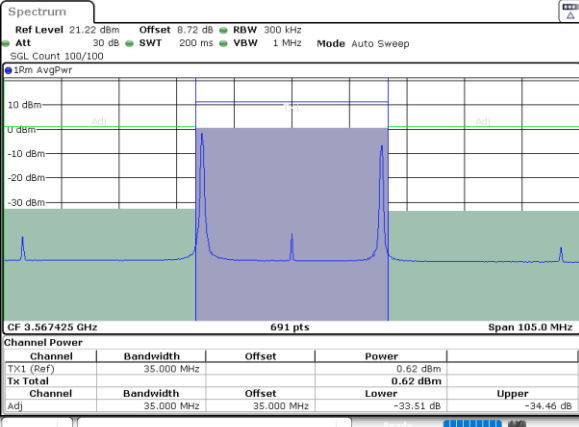 Spectrum
Ref Level 21.22 dBm Offset 8.72 dB RBW 300 kHz
Att 30 dB SWT 200 ms VBW 1 MHz Mode Auto Sweep
SGL Count 100/100
1Rm AvgPwr
10 dBm
Adj Adj
0 dBm
-10 dBm
-20 dBm
-30 dBm
CF 3.567425 GHz 691 pts Span 105.0 MHz
Channel Power
Channel Bandwidth Offset Power
TX1 (Ref) 35.000 MHz 0.62 dBm
Tx Total 0.62 dBm
Channel Bandwidth Offset Lower Upper
Adj 35.000 MHz 35.000 MHz -33.51 dB -34.46 dB